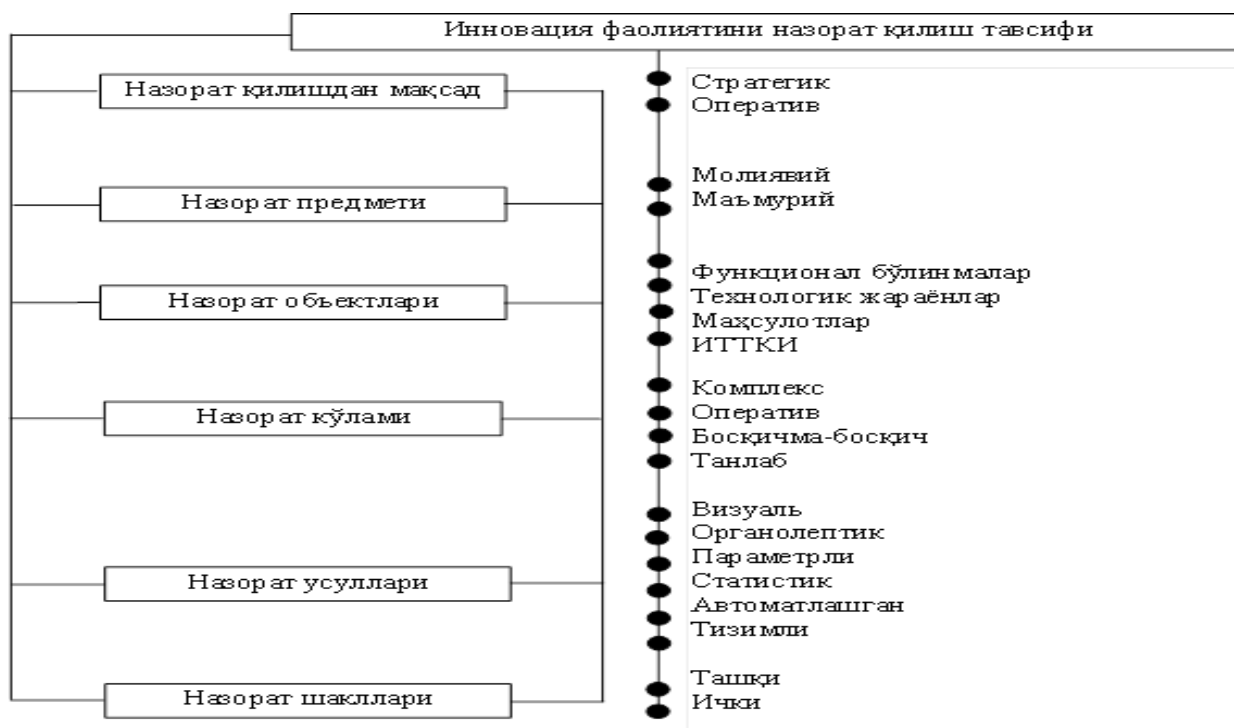 Инновация фаолиятини назорат қилиш тавсифи
Назорат қилишдан мақсад
Стратегик
Оператив
Назорат предмети
Молиявий
Маьмурий
Назорат объектлари
Функционал бўлинмалар
Технологик жараёнлар
Маҳсулотлар
ИТТКИ
Назорат кўлами
Комплекс
Оператив
Босқичма-босқич
Танлаб
Назорат усуллари
Визуаль
Органолептик
Параметрли
Статистик
Автоматлашган
Тизимли
Назорат шакллари
Ташқи
Ички